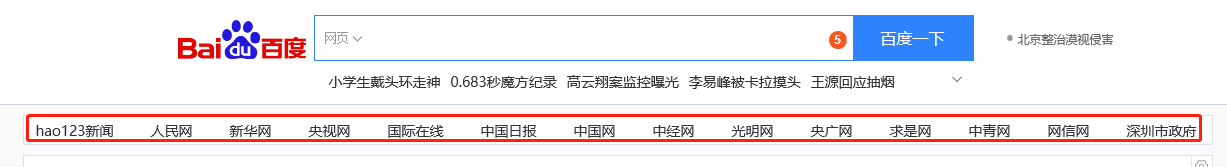 Bai du 百度 网页 5 百度一下 北京整治漠视侵害
小学生戴头环走神 0.683秒魔方纪录 高云翔案监控曝光 李易峰被卡拉摸头 王源回应抽烟
hao123新闻 人民网 新华网 央视网 国际在线 中国日报 中国网 中经网 光明网 央广网 求是网 中青网 网信网 深圳市政府